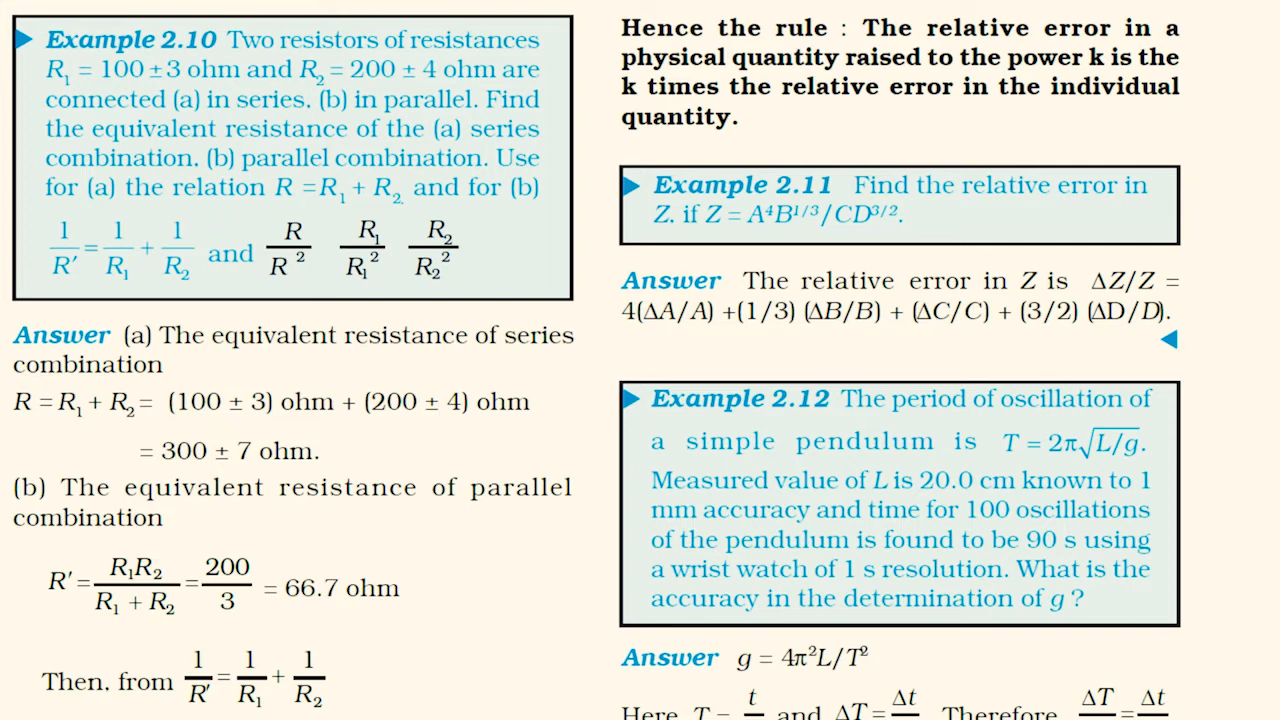 Example 2.10 Two resistors of resistances
R₁ = 100 ±3 ohm and R₂ = 200 ± 4 ohm are
connected (a) in series, (b) in parallel. Find
the equivalent resistance of the (a) series
combination, (b) parallel combination. Use
for (a) the relation R =R₁ + R₂, and for (b)
1/R′ = 1/R₁ + 1/R₂ and R/R ² R₁/R₁² R₂/R₂²
Answer (a) The equivalent resistance of series
combination
R = R₁ + R₂ = (100 ± 3) ohm + (200 ± 4) ohm
= 300 ± 7 ohm.
(b) The equivalent resistance of parallel
combination
R′ = R₁R₂/R₁ + R₂ = 200/3 = 66.7 ohm
Then, from 1/R′ = 1/R₁ + 1/R₂
Hence the rule : The relative error in a
physical quantity raised to the power k is the
k times the relative error in the individual
quantity.
Example 2.11 Find the relative error in
Z, if Z = A⁴B^1/3/CD^3/2.
Answer The relative error in Z is ΔZ/Z =
4(ΔA/A) +(1/3) (ΔB/B) + (ΔC/C) + (3/2) (ΔD/D).
Example 2.12 The period of oscillation of
a simple pendulum is T = 2π√L/g.
Measured value of L is 20.0 cm known to 1
mm accuracy and time for 100 oscillations
of the pendulum is found to be 90 s using
a wrist watch of 1 s resolution. What is the
accuracy in the determination of g ?
Answer g = 4π²L/T²
Here, T = t and ΔT = Δt Therefore, ΔT = Δt